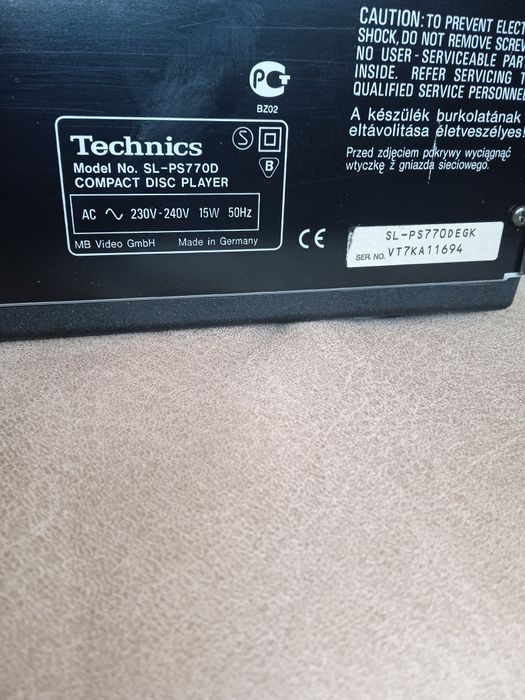 CAUTION: TO PREVENT ELECT
SHOCK, DO NOT REMOVE SCREW
NO USER - SERVICEABLE PART
INSIDE. REFER SERVICING T
QUALIFIED SERVICE PERSONNEL
BZ02
A készülék burkolatának
eltávolitása életveszélyes!
Przed zdjęciem pokrywy wyciągnąć
wtyczkę z gniazda sieciowego.
Technics
S
B
Model No. SL-PS770D
COMPACT DISC PLAYER
AC ∿ 230V-240V 15W 50Hz
MB Video GmbH Made in Germany
CE
SL-PS770DEGK
SER. NO. VT7KA11694